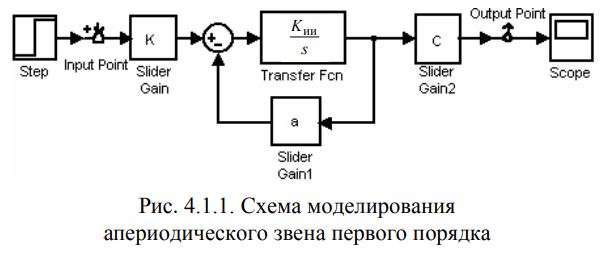 Step
Input Point
K
Slider
Gain
Kии
s
Transfer Fcn
C
Slider
Gain2
Output Point
Scope
a
Slider
Gain1
Рис. 4.1.1. Схема моделирования
апериодического звена первого порядка